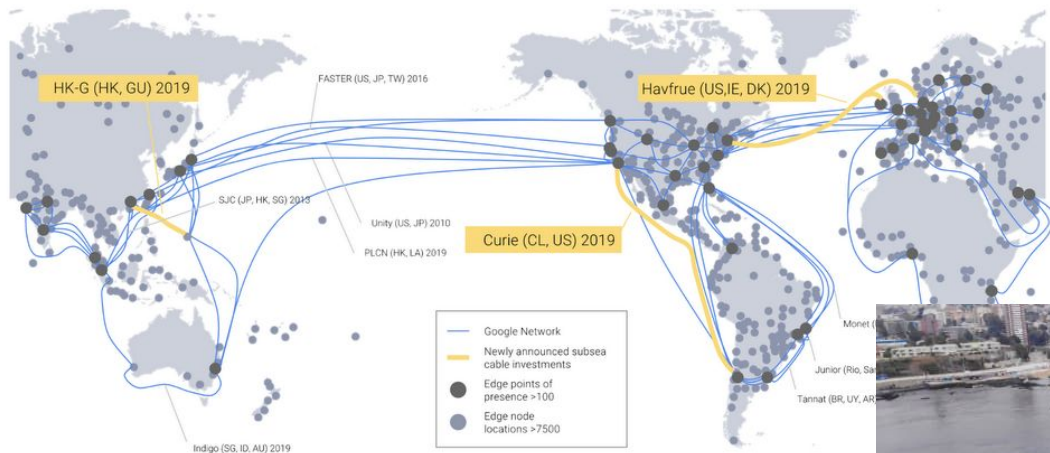 FASTER (US, JP, TW) 2016
HK-G (HK, GU) 2019
Havfrue (US,IE, DK) 2019
SJC (JP, HK, SG) 2013
Unity (US, JP) 2010
Curie (CL, US) 2019
PLCN (HK, LA) 2019
Google Network
Newly announced subsea
cable investments
Edge points of
presence >100
Edge node
locations >7500
Monet (
Junior (Rio, Sa
Tannat (BR, UY, AR)
Indigo (SG, ID, AU) 2019